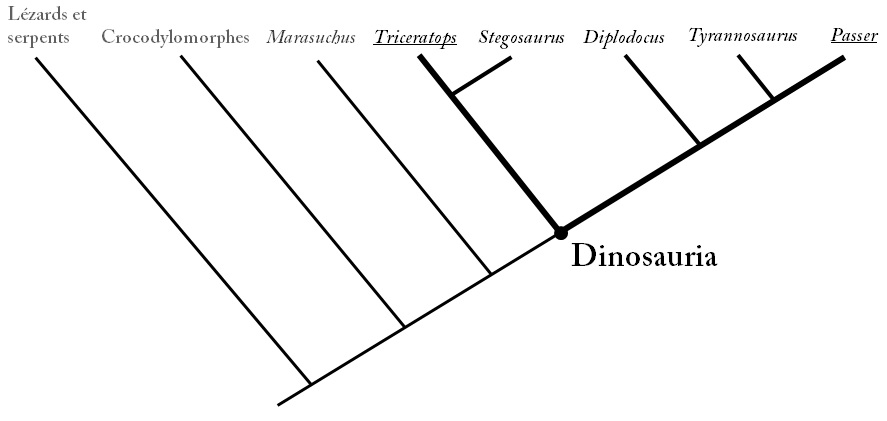 Lézards et
serpents
Crocodylomorphes
Marasuchus
Triceratops
Stegosaurus
Diplodocus
Tyrannosaurus
Passer
Dinosauria